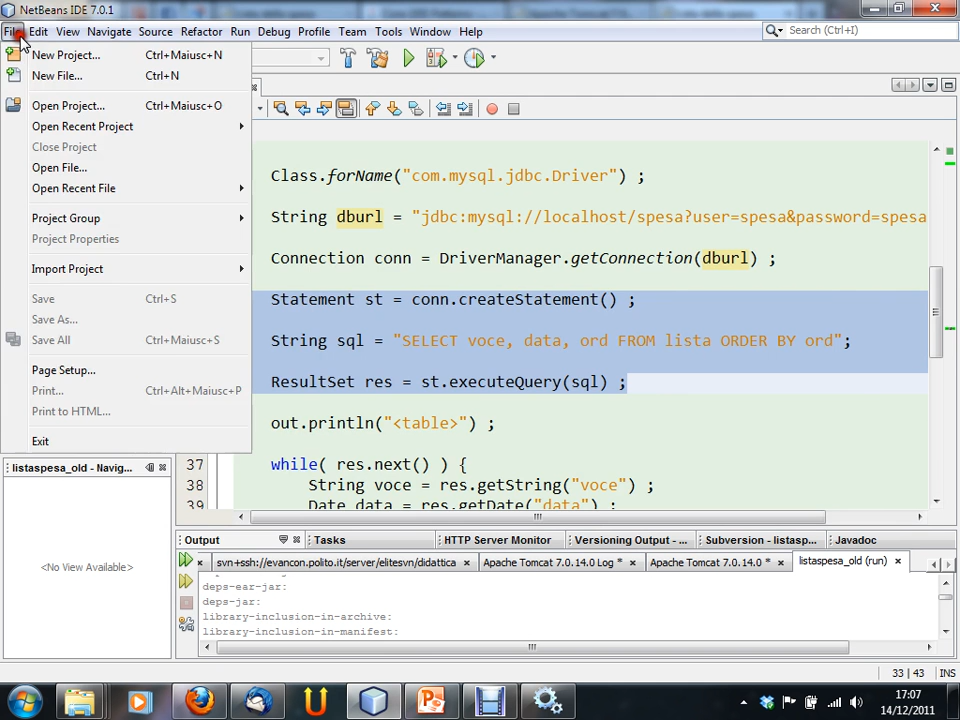 NetBeans IDE 7.0.1
File Edit View Navigate Source Refactor Run Debug Profile Team Tools Window Help
Search (Ctrl+I)
New Project... Ctrl+Maiusc+N
New File... Ctrl+N
Open Project... Ctrl+Maiusc+O
Open Recent Project
Close Project
Open File...
Open Recent File
Project Group
Project Properties
Import Project
Save Ctrl+S
Save As...
Save All Ctrl+Maiusc+S
Page Setup...
Print... Ctrl+Alt+Maiusc+P
Print to HTML...
Exit
Class.forName("com.mysql.jdbc.Driver") ;
String dburl = "jdbc:mysql://localhost/spesa?user=spesa&password=spesa
Connection conn = DriverManager.getConnection(dburl) ;
Statement st = conn.createStatement() ;
String sql = "SELECT voce, data, ord FROM lista ORDER BY ord";
ResultSet res = st.executeQuery(sql) ;
out.println("<table>") ;
37 while( res.next() ) {
38 String voce = res.getString("voce") ;
39 Date data = res.getDate("data") ;
listaspesa_old - Navig...
<No View Available>
Output Tasks HTTP Server Monitor Versioning Output - ... Subversion - listasp... Javadoc
svn+ssh://evancon.polito.it/server/elitesvn/didattica Apache Tomcat 7.0.14.0 Log * Apache Tomcat 7.0.14.0 * listaspesa_old (run)
deps-ear-jar:
deps-jar:
library-inclusion-in-archive:
library-inclusion-in-manifest:
33 | 43 INS
17:07
14/12/2011